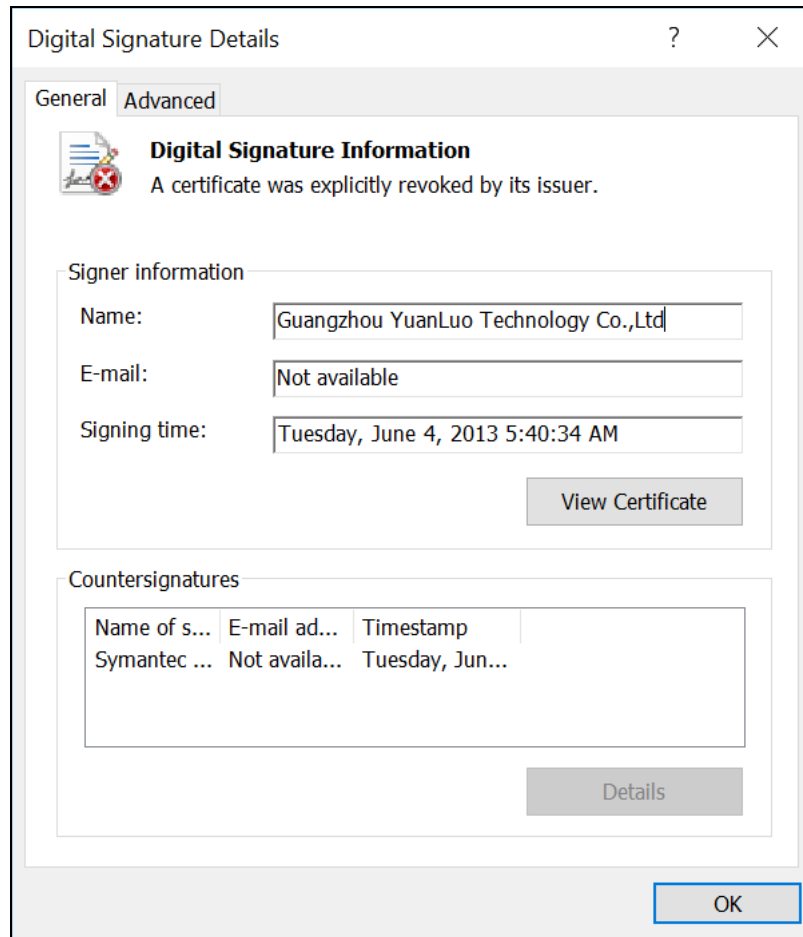 Digital Signature Details
General Advanced
Digital Signature Information
A certificate was explicitly revoked by its issuer.
Signer information
Name: Guangzhou YuanLuo Technology Co.,Ltd
E-mail: Not available
Signing time: Tuesday, June 4, 2013 5:40:34 AM
View Certificate
Countersignatures
Name of s... E-mail ad... Timestamp
Symantec ... Not availa... Tuesday, Jun...
Details
OK